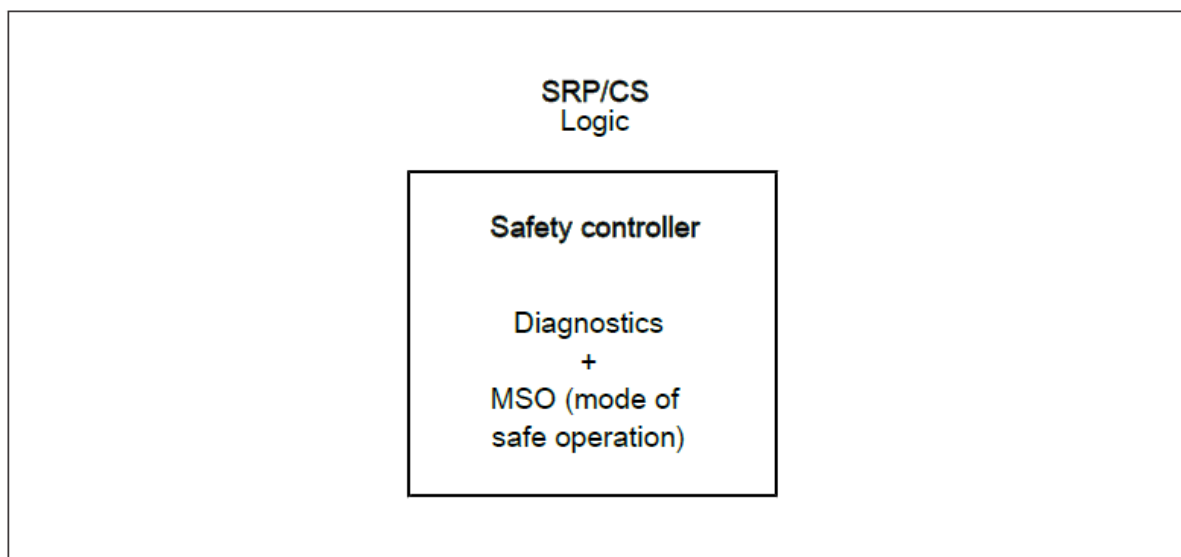 SRP/CS
Logic
Safety controller
Diagnostics
+
MSO (mode of
safe operation)